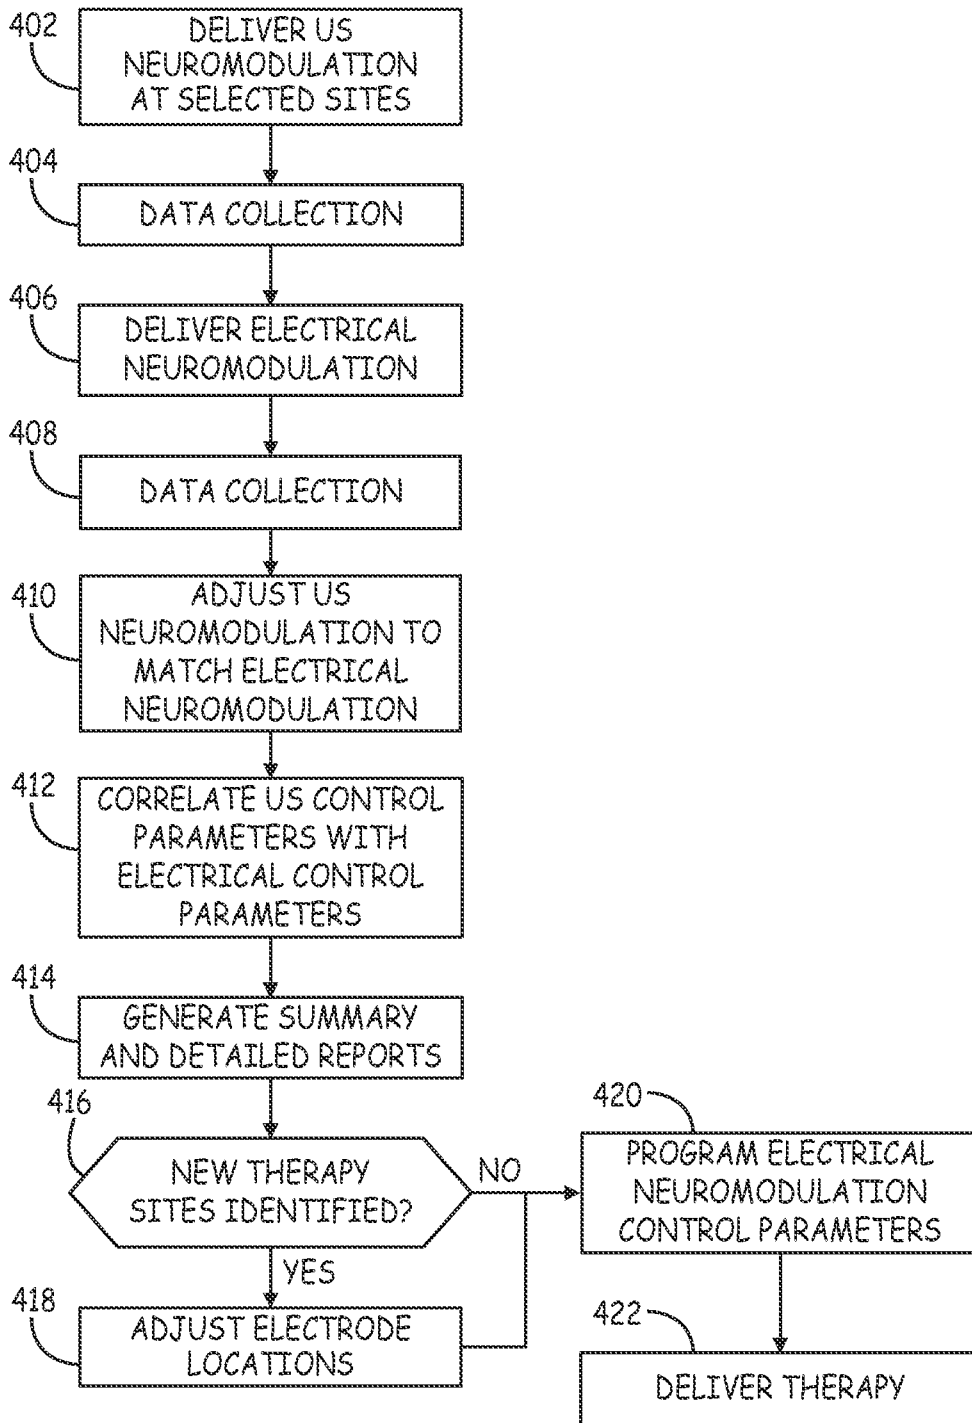 402
DELIVER US
NEUROMODULATION
AT SELECTED SITES
404
DATA COLLECTION
406
DELIVER ELECTRICAL
NEUROMODULATION
408
DATA COLLECTION
410
ADJUST US
NEUROMODULATION TO
MATCH ELECTRICAL
NEUROMODULATION
412
CORRELATE US CONTROL
PARAMETERS WITH
ELECTRICAL CONTROL
PARAMETERS
414
GENERATE SUMMARY
AND DETAILED REPORTS
416
NEW THERAPY
SITES IDENTIFIED?
NO
YES
418
ADJUST ELECTRODE
LOCATIONS
420
PROGRAM ELECTRICAL
NEUROMODULATION
CONTROL PARAMETERS
422
DELIVER THERAPY